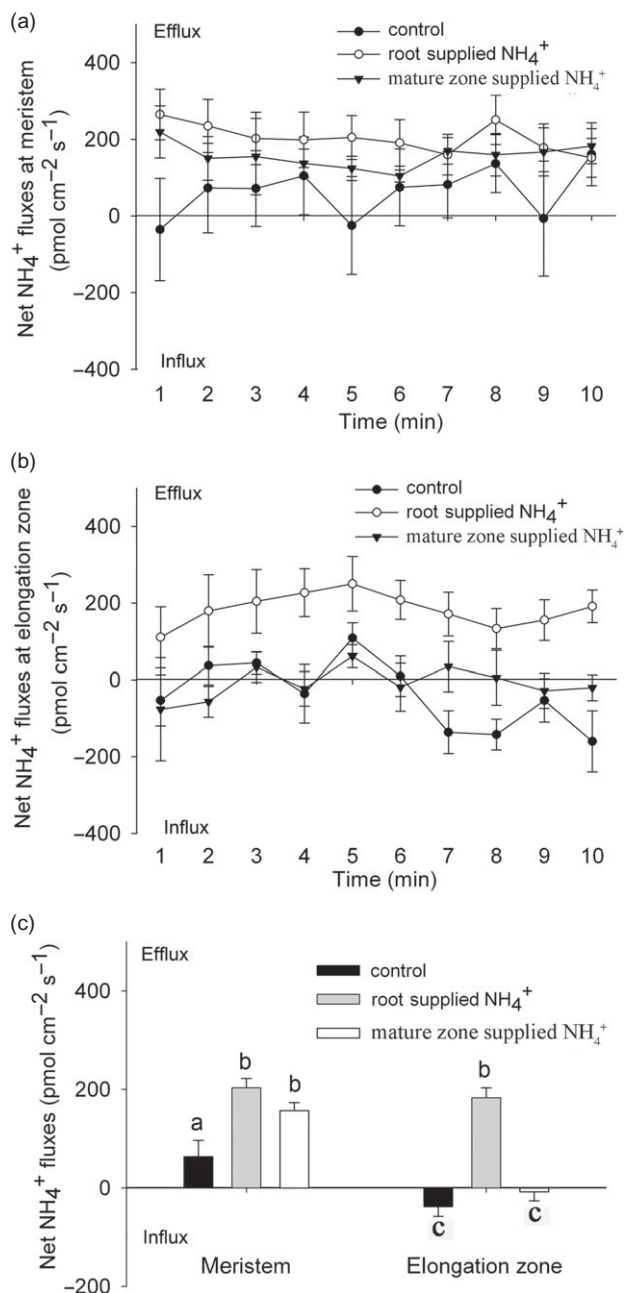 (a)
Efflux
control
root supplied NH₄⁺
mature zone supplied NH₄⁺
Net NH₄⁺ fluxes at meristem
(pmol cm⁻² s⁻¹)
400
200
0
−200
−400
Influx
1 2 3 4 5 6 7 8 9 10
Time (min)
(b)
Efflux
control
root supplied NH₄⁺
mature zone supplied NH₄⁺
Net NH₄⁺ fluxes at elongation zone
(pmol cm⁻² s⁻¹)
400
200
0
−200
−400
Influx
1 2 3 4 5 6 7 8 9 10
Time (min)
(c)
Efflux
control
root supplied NH₄⁺
mature zone supplied NH₄⁺
Net NH₄⁺ fluxes (pmol cm⁻² s⁻¹)
400
200
0
−200
a b b b
c c
Influx
Meristem Elongation zone